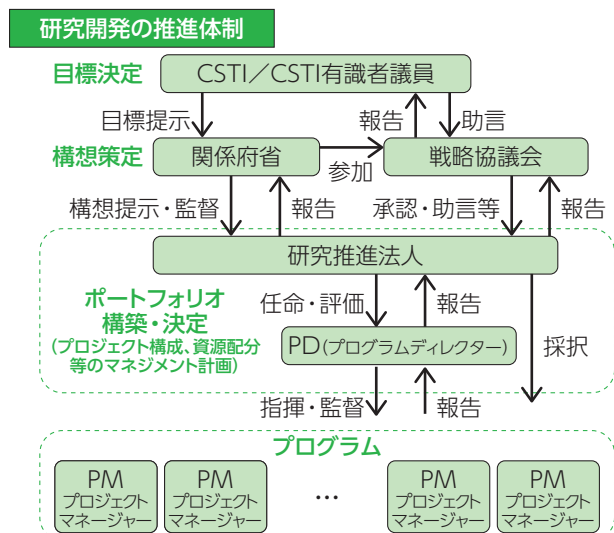 研究開発の推進体制
目標決定
CSTI／CSTI有識者議員
目標提示
報告
助言
構想策定
関係府省
参加
戦略協議会
構想提示・監督
報告
承認・助言等
報告
研究推進法人
ポートフォリオ
構築・決定
(プロジェクト構成、資源配分
等のマネジメント計画)
任命・評価
報告
PD(プログラムディレクター)
採択
指揮・監督
報告
プログラム
PM
プロジェクト
マネージャー
PM
プロジェクト
マネージャー
…
PM
プロジェクト
マネージャー
PM
プロジェクト
マネージャー